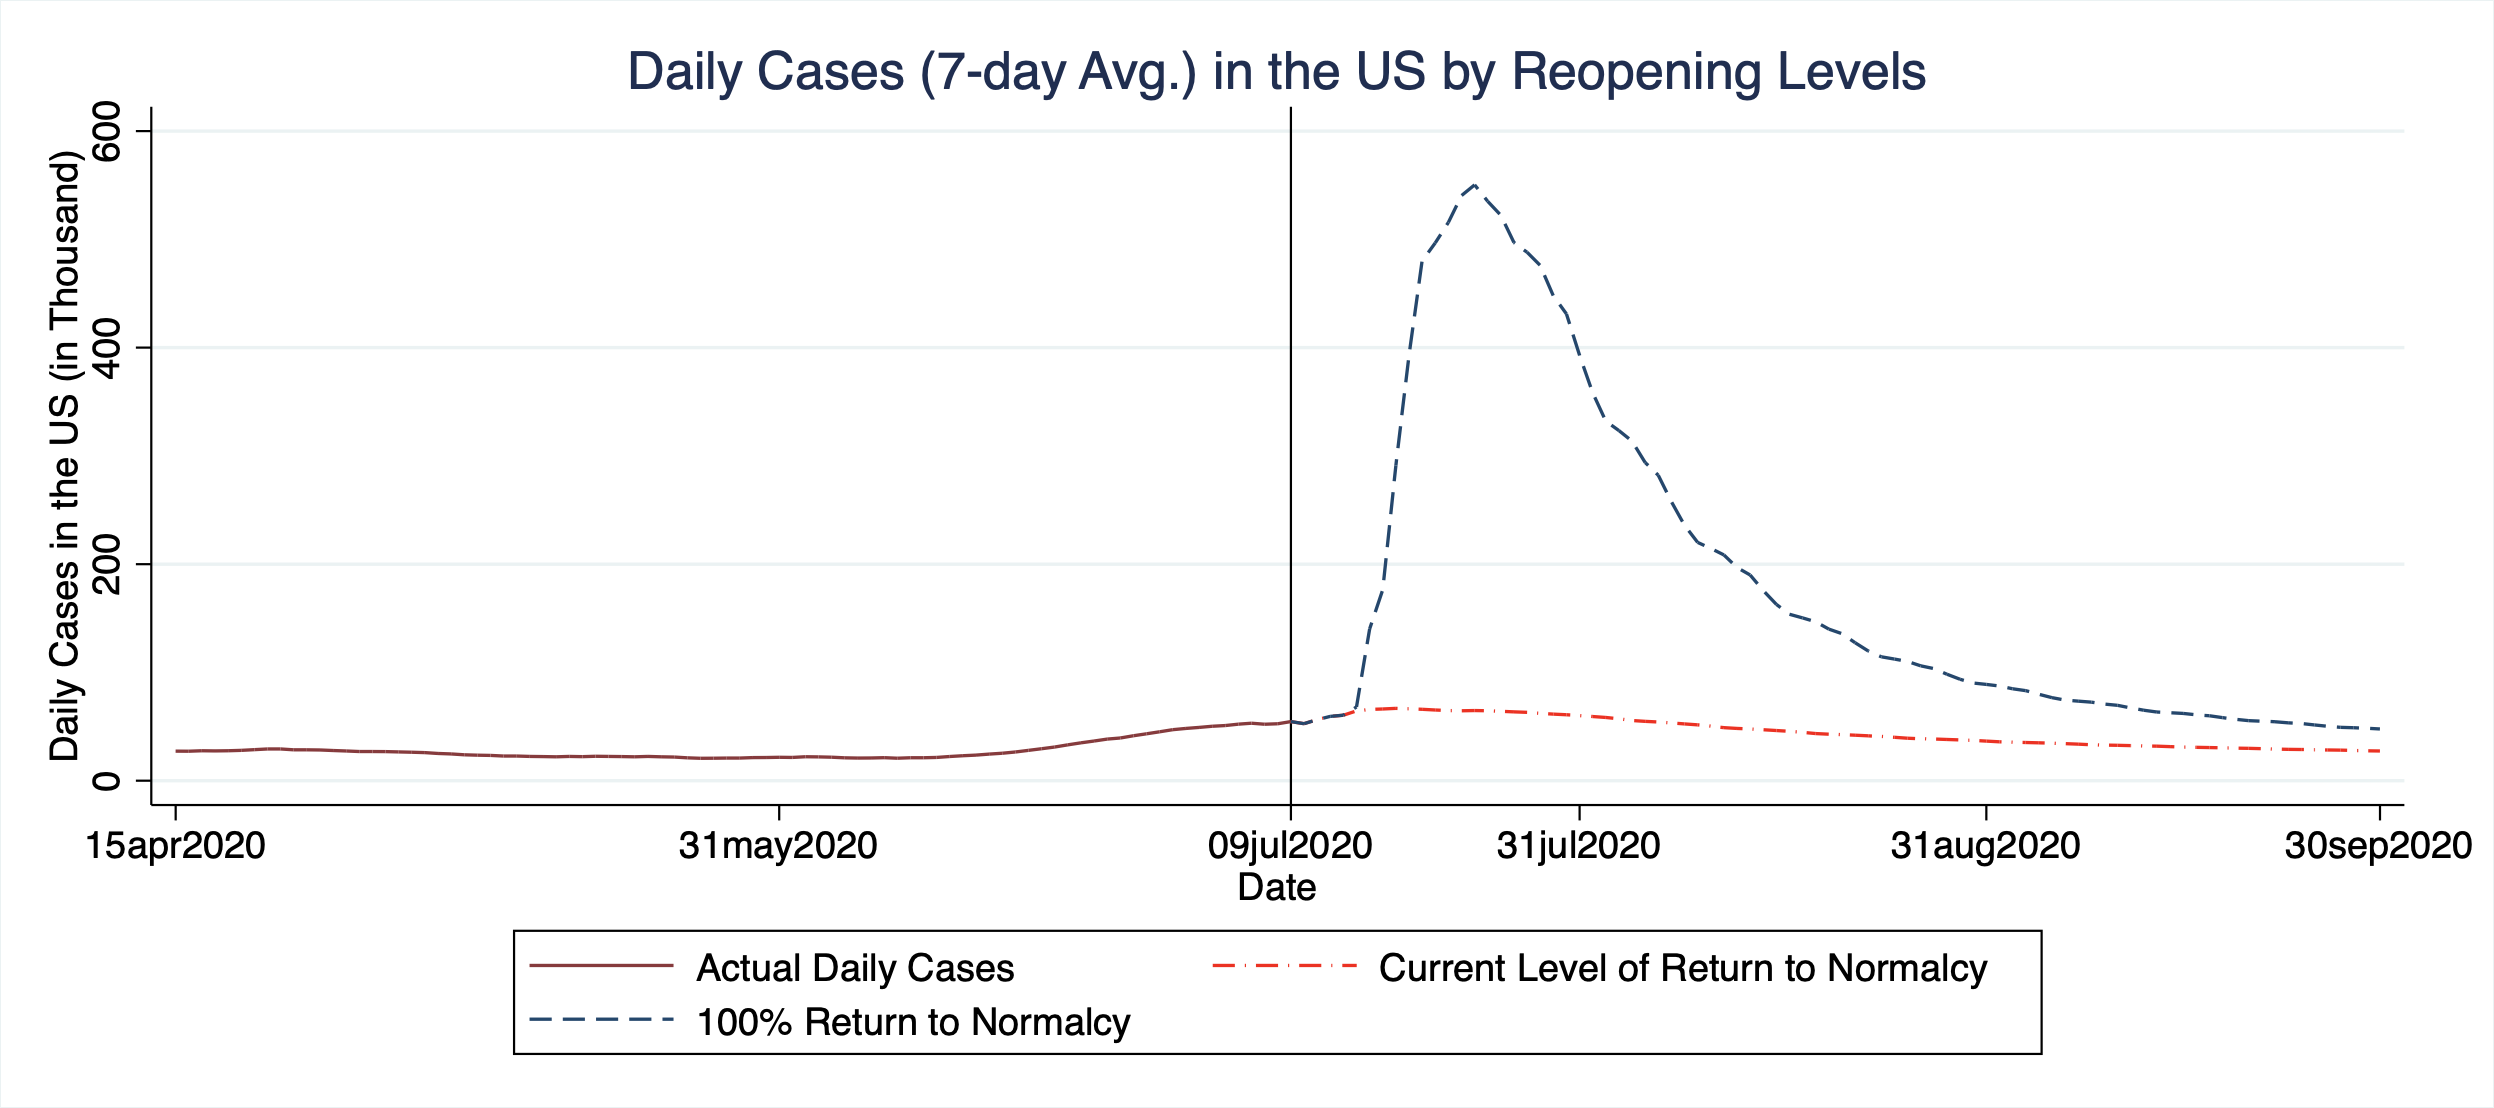 Daily Cases (7-day Avg.) in the US by Reopening Levels
Daily Cases in the US (in Thousand)
600
400
200
0
15apr2020 31may2020 09jul2020 31jul2020 31aug2020 30sep2020
Date
Actual Daily Cases Current Level of Return to Normalcy
100% Return to Normalcy